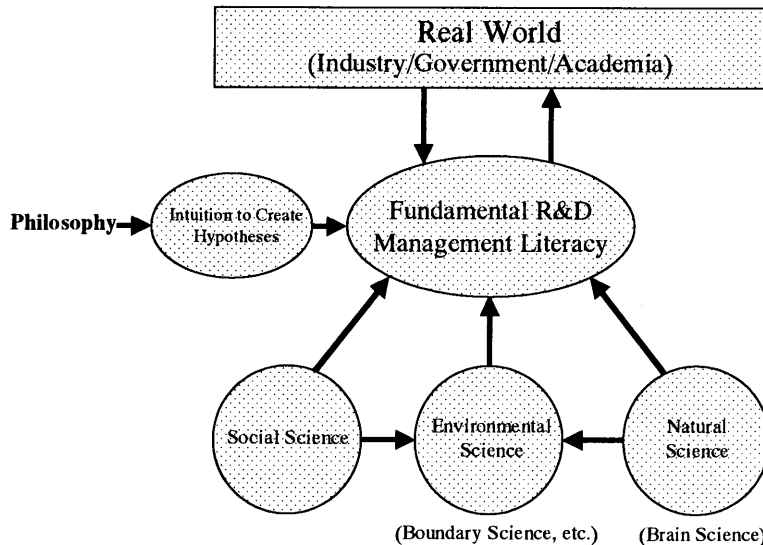 Real World
(Industry/Government/Academia)
Philosophy
Intuition to Create
Hypotheses
Fundamental R&D
Management Literacy
Social Science
Environmental
Science
Natural
Science
(Boundary Science, etc.)
(Brain Science)